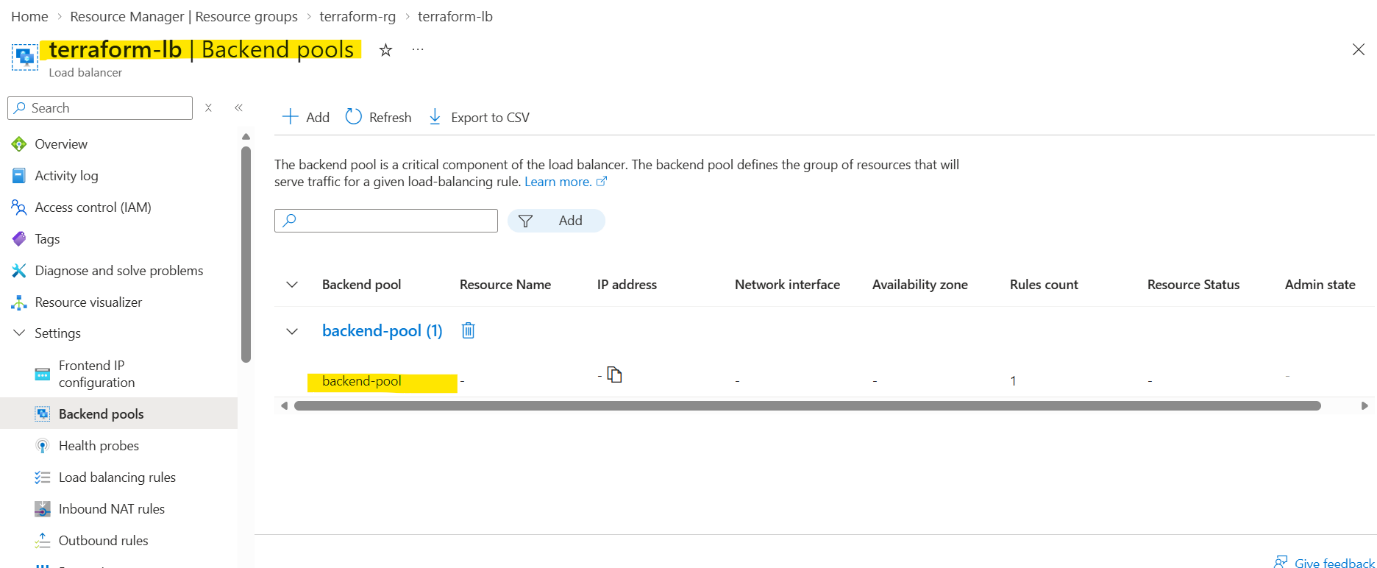 Home > Resource Manager | Resource groups > terraform-rg > terraform-lb
terraform-lb | Backend pools
Load balancer
Search
Add
Refresh
Export to CSV
Overview
Activity log
Access control (IAM)
Tags
Diagnose and solve problems
Resource visualizer
Settings
Frontend IP
configuration
Backend pools
Health probes
Load balancing rules
Inbound NAT rules
Outbound rules
The backend pool is a critical component of the load balancer. The backend pool defines the group of resources that will
serve traffic for a given load-balancing rule. Learn more.
Add
Backend pool Resource Name IP address Network interface Availability zone Rules count Resource Status Admin state
backend-pool (1)
backend-pool - - - - 1 - -
Give feedback